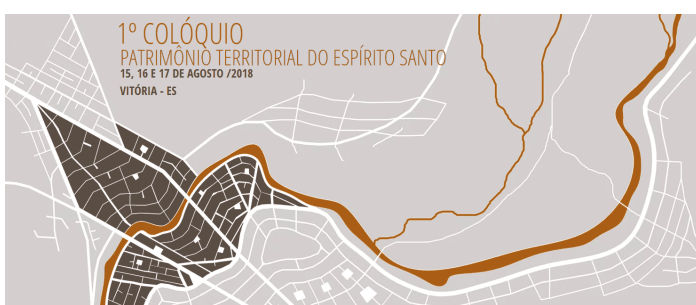 1º COLÓQUIO
PATRIMÔNIO TERRITORIAL DO ESPÍRITO SANTO
15, 16 E 17 DE AGOSTO /2018
VITÓRIA - ES